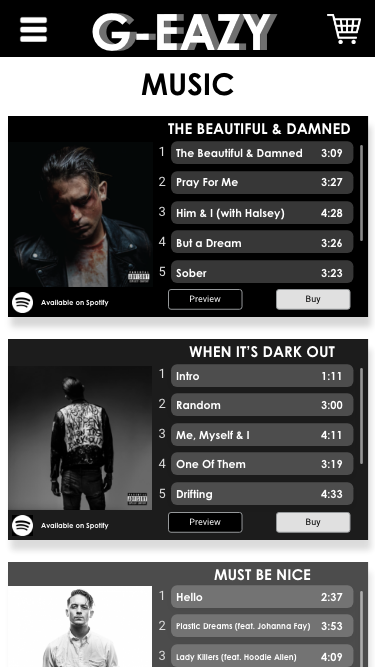 G-EAZY
MUSIC
THE BEAUTIFUL & DAMNED
1 The Beautiful & Damned 3:09
2 Pray For Me 3:27
3 Him & I (with Halsey) 4:28
4 But a Dream 3:26
5 Sober 3:23
Available on Spotify Preview Buy
WHEN IT'S DARK OUT
1 Intro 1:11
2 Random 3:00
3 Me, Myself & I 4:11
4 One Of Them 3:19
5 Drifting 4:33
Available on Spotify Preview Buy
MUST BE NICE
1 Hello 2:37
2 Plastic Dreams (feat. Johanna Fay) 3:53
3 Lady Killers (feat. Hoodie Allen) 4:09